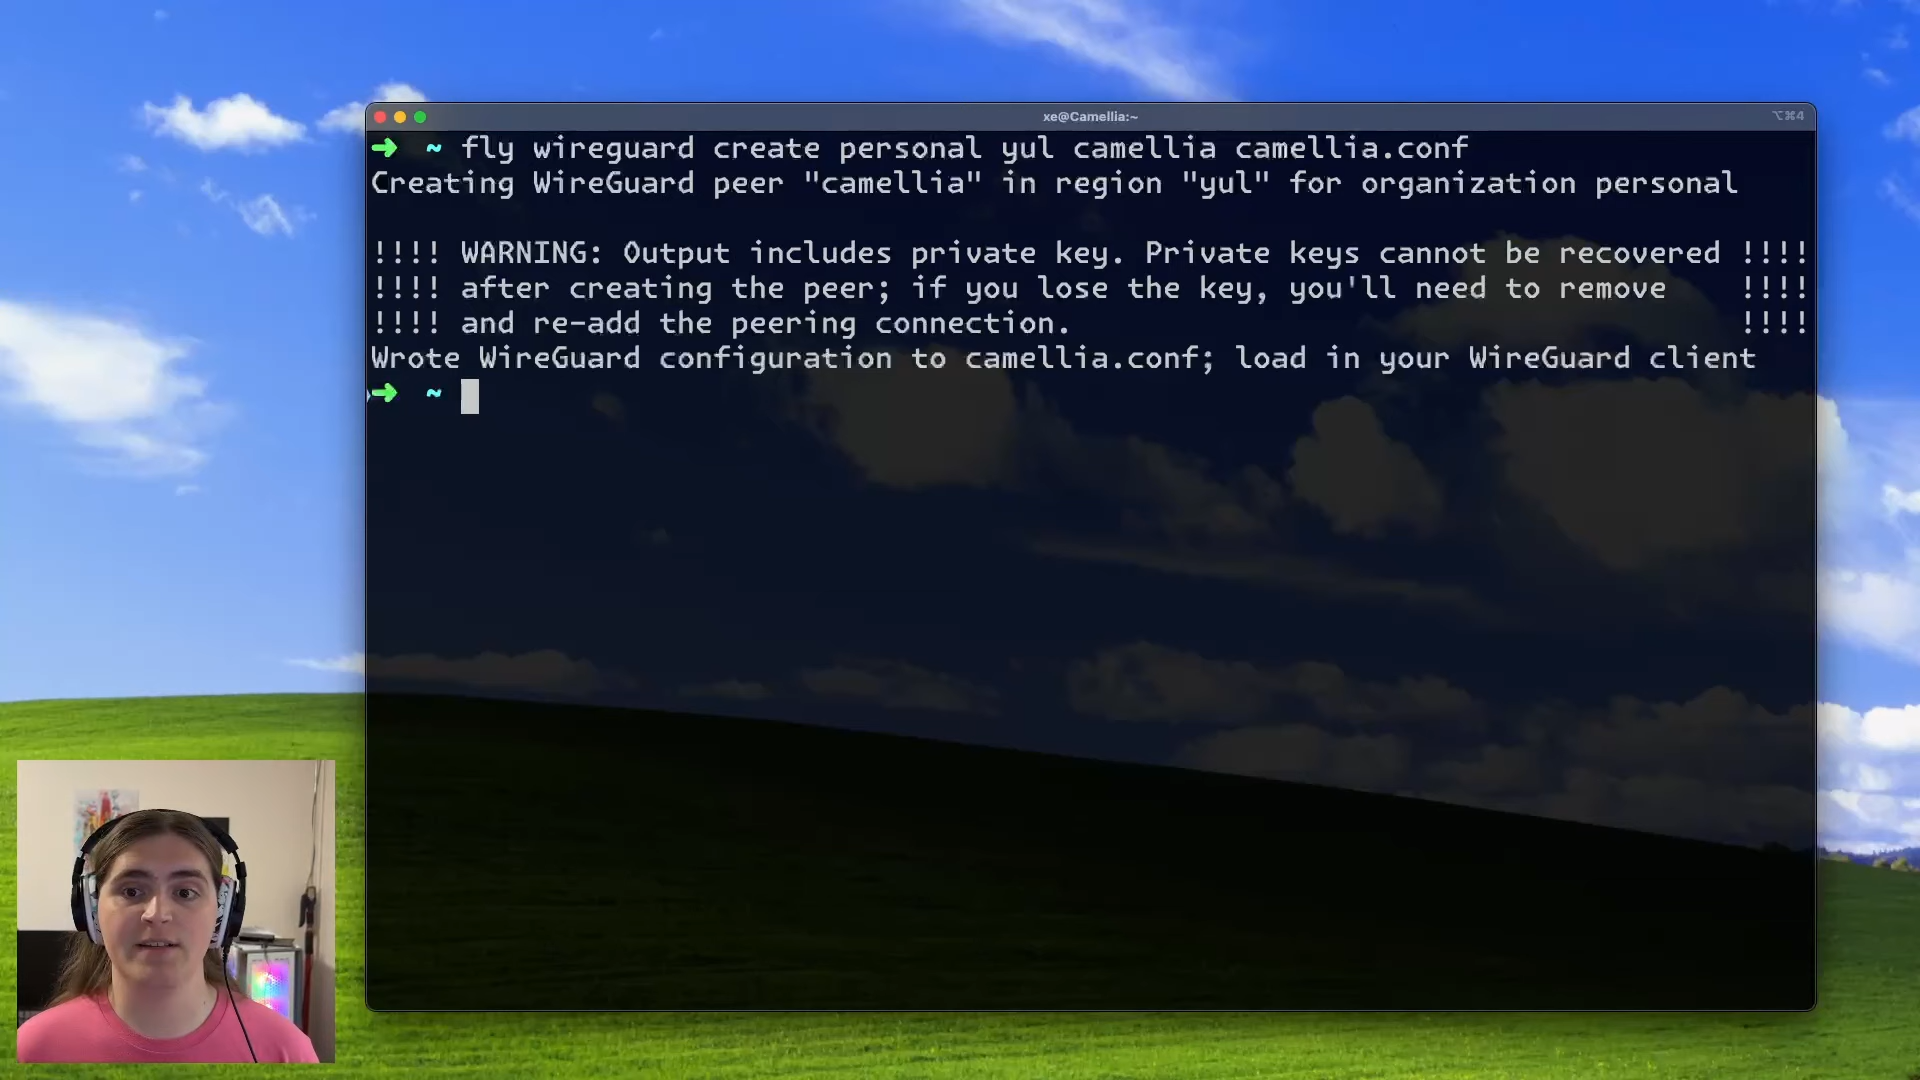 xe@Camellia:~
⌥⌘4
➜ ~ fly wireguard create personal yul camellia camellia.conf
Creating WireGuard peer "camellia" in region "yul" for organization personal
!!!! WARNING: Output includes private key. Private keys cannot be recovered !!!!
!!!! after creating the peer; if you lose the key, you'll need to remove !!!!
!!!! and re-add the peering connection. !!!!
Wrote WireGuard configuration to camellia.conf; load in your WireGuard client
➜ ~